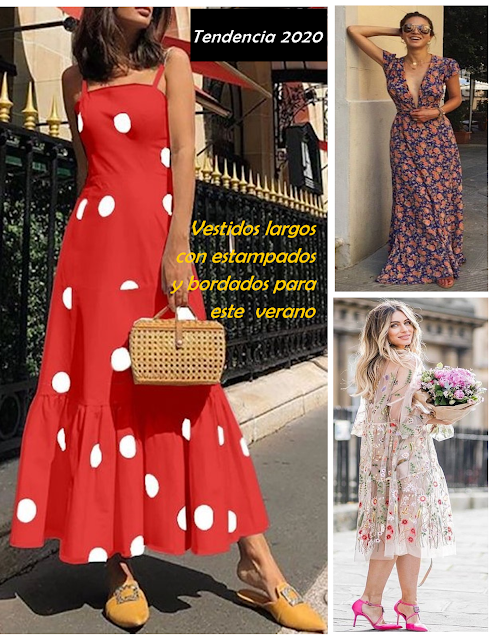 Tendencia 2020
Vestidos largos
con estampados
y bordados para
este verano